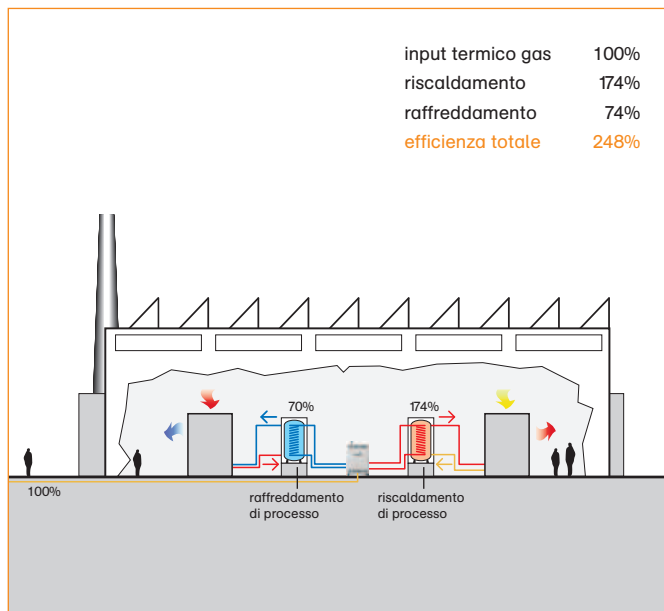 input termico gas 100%
riscaldamento 174%
raffreddamento 74%
efficienza totale 248%
70% 174%
100%
raffreddamento riscaldamento
di processo di processo